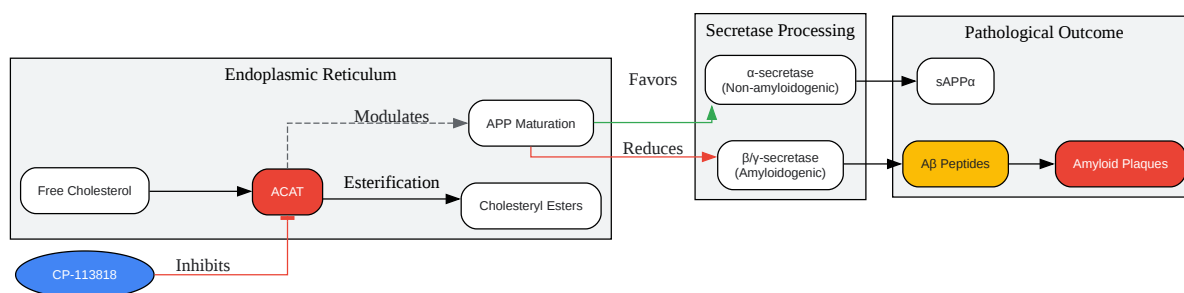 Endoplasmic Reticulum
Secretase Processing
Pathological Outcome
Free Cholesterol
ACAT
Modulates
APP Maturation
Esterification
Cholesteryl Esters
CP-113818
Inhibits
Favors
Reduces
α-secretase
(Non-amyloidogenic)
β/γ-secretase
(Amyloidogenic)
sAPPα
Aβ Peptides
Amyloid Plaques